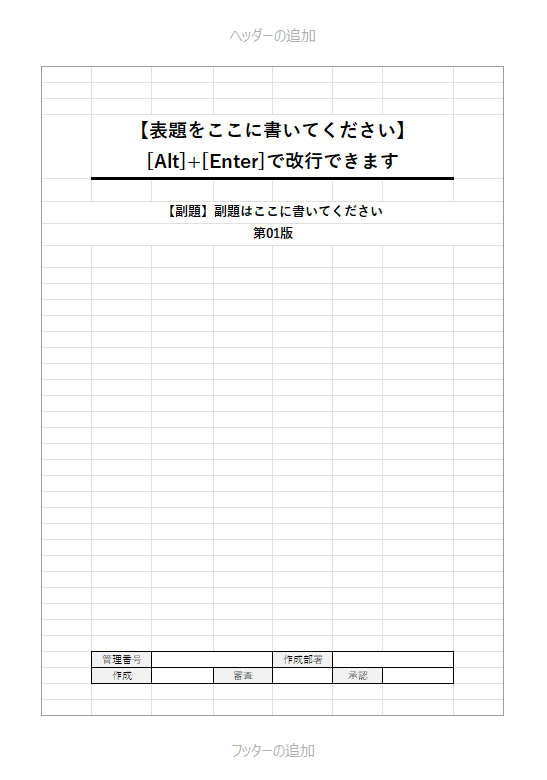 ヘッダーの追加
【表題をここに書いてください】
[Alt]+[Enter]で改行できます
【副題】副題はここに書いてください
第01版
管理番号 作成部署
作成 審査 承認
フッターの追加